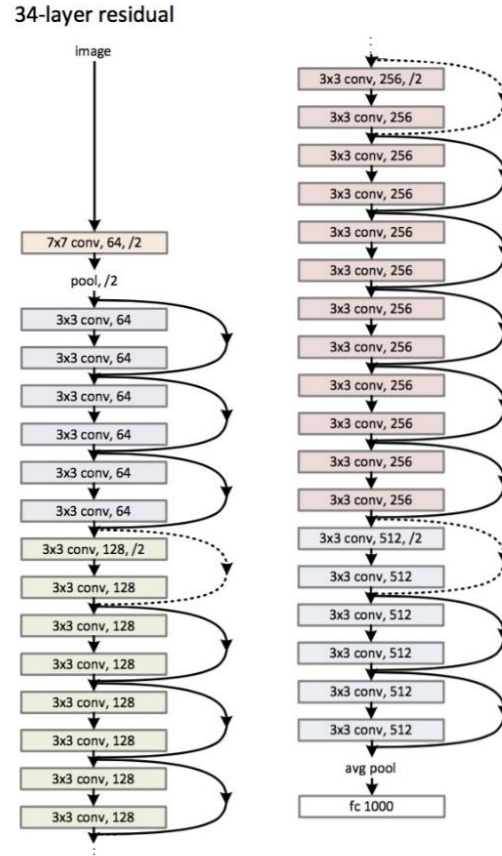 34-layer residual
image
7x7 conv, 64, /2
pool, /2
3x3 conv, 64
3x3 conv, 64
3x3 conv, 64
3x3 conv, 64
3x3 conv, 64
3x3 conv, 64
3x3 conv, 128, /2
3x3 conv, 128
3x3 conv, 128
3x3 conv, 128
3x3 conv, 128
3x3 conv, 128
3x3 conv, 128
3x3 conv, 128
3x3 conv, 256, /2
3x3 conv, 256
3x3 conv, 256
3x3 conv, 256
3x3 conv, 256
3x3 conv, 256
3x3 conv, 256
3x3 conv, 256
3x3 conv, 256
3x3 conv, 256
3x3 conv, 256
3x3 conv, 256
3x3 conv, 512, /2
3x3 conv, 512
3x3 conv, 512
3x3 conv, 512
3x3 conv, 512
3x3 conv, 512
avg pool
fc 1000